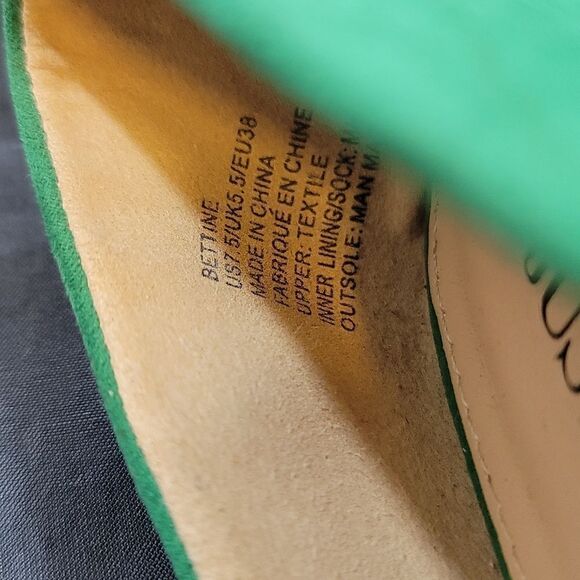 BETTINE
US7.5/UK5.5/EU38
MADE IN CHINA
FABRIQUÉ EN CHINE
UPPER: TEXTILE
INNER LINING/SOCK: M
OUTSOLE: MAN M